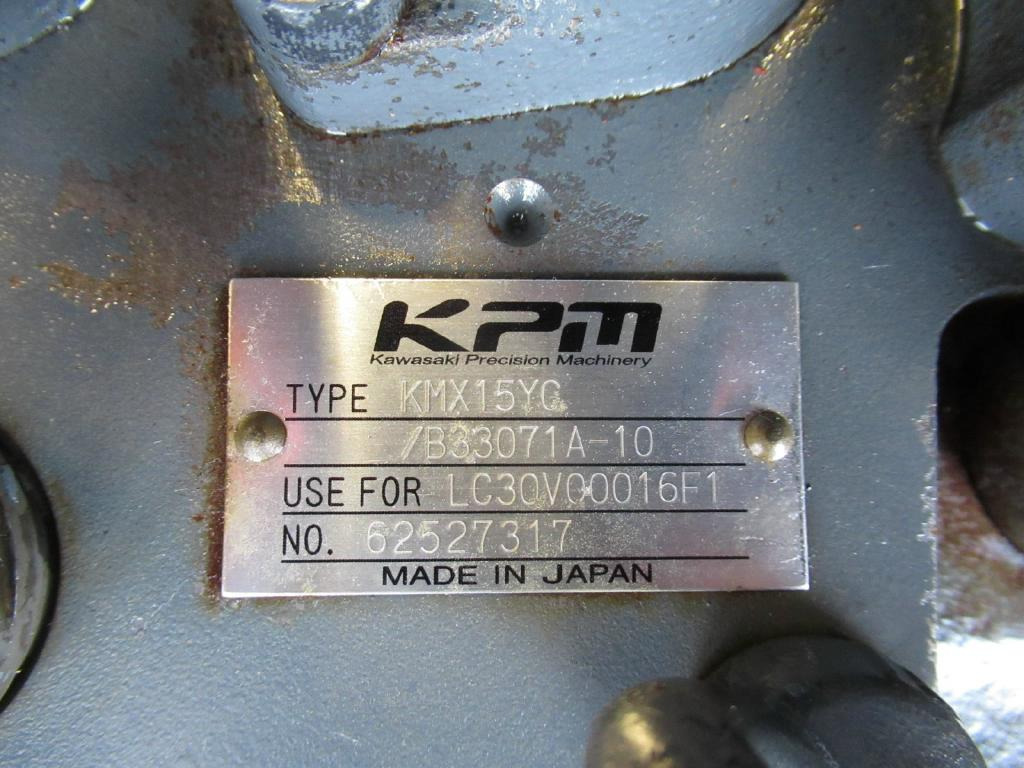 KPM
Kawasaki Precision Machinery
TYPE KMX15YC
/B33071A-10
USE FOR LC30V00016F1
NO. 62527317
MADE IN JAPAN